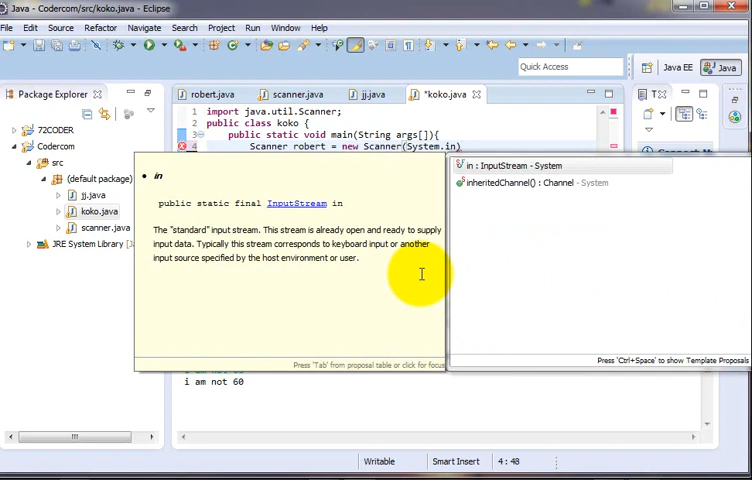 Java - Codercom/src/koko.java - Eclipse
File Edit Source Refactor Navigate Search Project Run Window Help
Quick Access
Java EE
Java
Package Explorer
robert.java
scanner.java
jj.java
*koko.java
72CODER
Codercom
src
(default package)
jj.java
koko.java
scanner.java
JRE System Library
1 import java.util.Scanner;
2 public class koko {
3 public static void main(String args[]){
4 Scanner robert = new Scanner(System.in)
in
public static final InputStream in
The "standard" input stream. This stream is already open and ready to supply
input data. Typically this stream corresponds to keyboard input or another
input source specified by the host environment or user.
Press 'Tab' from proposal table or click for focus
in : InputStream - System
inheritedChannel() : Channel - System
Press 'Ctrl+Space' to show Template Proposals
i am not 60
Writable
Smart Insert
4 : 48